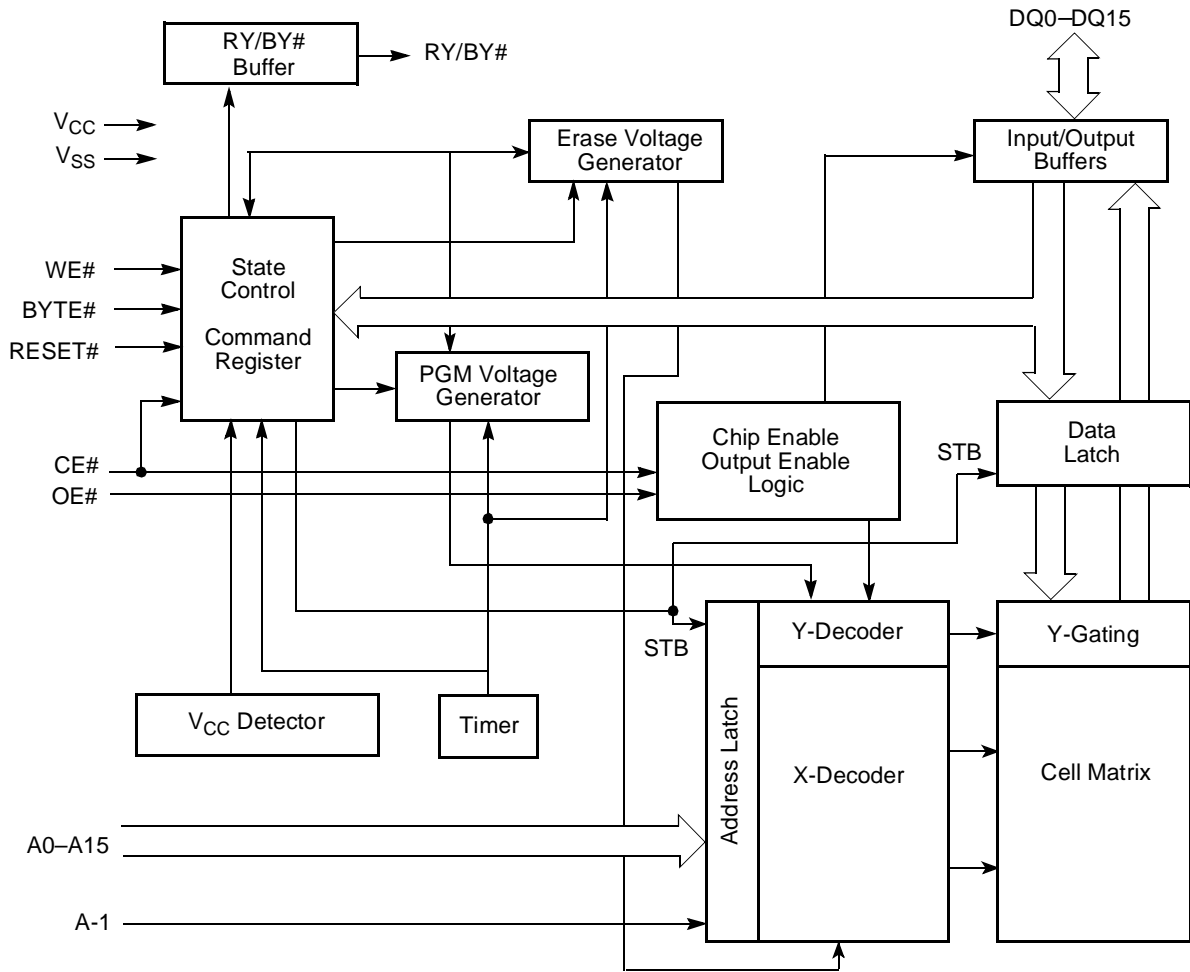 DQ0–DQ15
RY/BY#
Buffer
RY/BY#
VCC
VSS
Erase Voltage
Generator
Input/Output
Buffers
WE#
BYTE#
RESET#
State
Control
Command
Register
PGM Voltage
Generator
CE#
OE#
Chip Enable
Output Enable
Logic
STB
Data
Latch
STB
Y-Decoder
Y-Gating
VCC Detector
Timer
Address Latch
X-Decoder
Cell Matrix
A0–A15
A-1